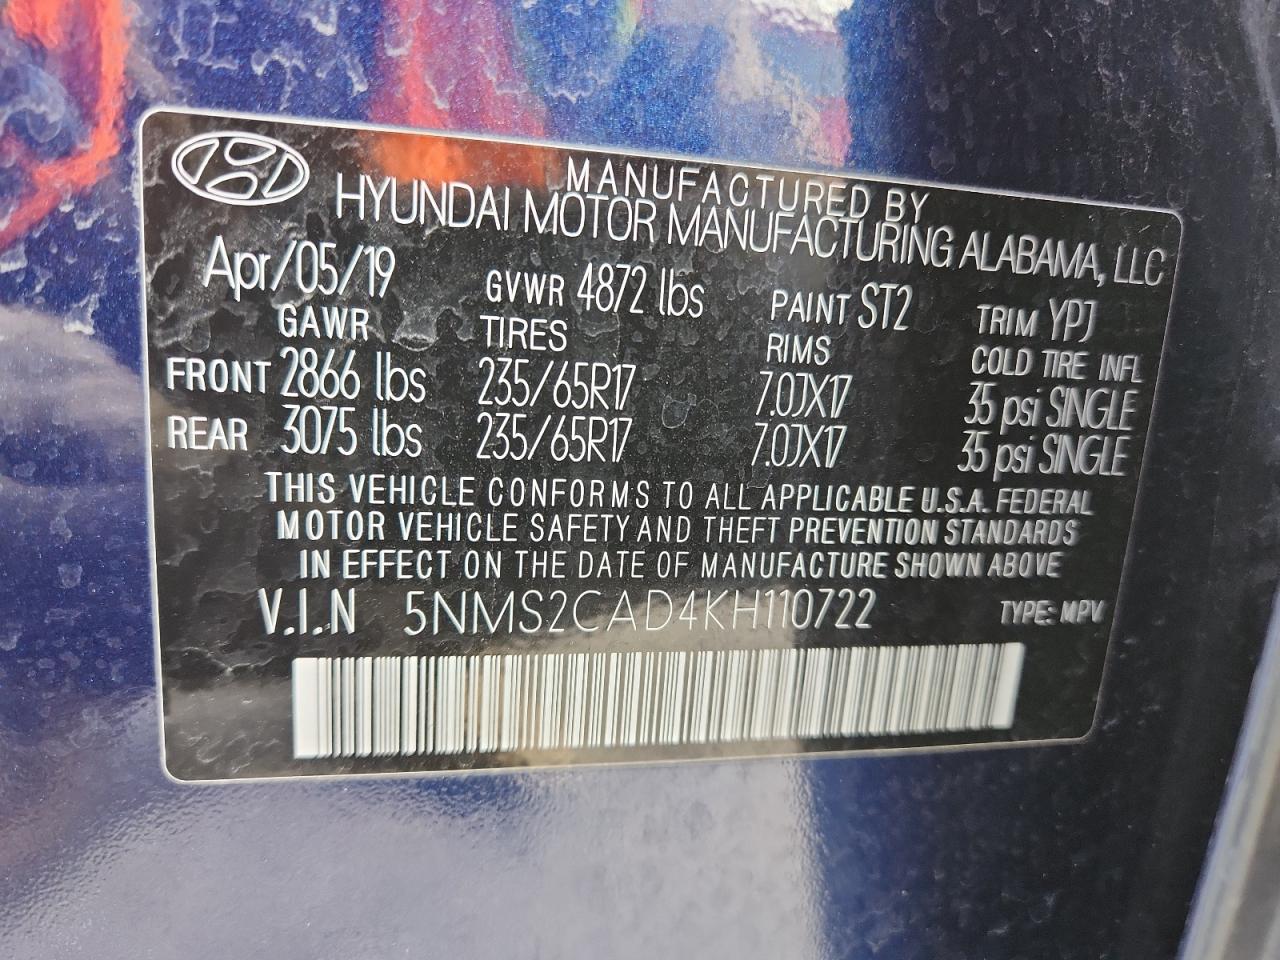 MANUFACTURED BY
HYUNDAI MOTOR MANUFACTURING ALABAMA, LLC
Apr/05/19 GVWR 4872 lbs PAINT ST2 TRIM YPJ
GAWR TIRES RIMS COLD TIRE INFL
FRONT 2866 lbs 235/65R17 7.0JX17 35 psi SINGLE
REAR 3075 lbs 235/65R17 7.0JX17 35 psi SINGLE
THIS VEHICLE CONFORMS TO ALL APPLICABLE U.S.A. FEDERAL
MOTOR VEHICLE SAFETY AND THEFT PREVENTION STANDARDS
IN EFFECT ON THE DATE OF MANUFACTURE SHOWN ABOVE
V.I.N 5NMS2CAD4KH110722 TYPE: MPV